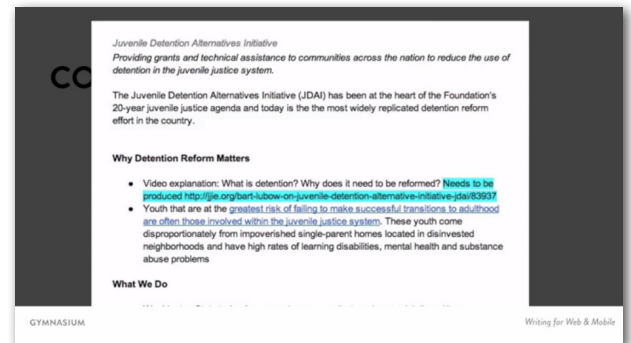 CO
Juvenile Detention Alternatives Initiative
Providing grants and technical assistance to communities across the nation to reduce the use of
detention in the juvenile justice system.
The Juvenile Detention Alternatives Initiative (JDAI) has been at the heart of the Foundation's
20-year juvenile justice agenda and today is the the most widely replicated detention reform
effort in the country.
Why Detention Reform Matters
• Video explanation: What is detention? Why does it need to be reformed? Needs to be
produced http://jjie.org/bart-lubow-on-juvenile-detention-alternative-initiative-jdai/83937
• Youth that are at the greatest risk of failing to make successful transitions to adulthood
are often those involved within the juvenile justice system. These youth come
disproportionately from impoverished single-parent homes located in disinvested
neighborhoods and have high rates of learning disabilities, mental health and substance
abuse problems
What We Do
GYMNASIUM
Writing for Web & Mobile